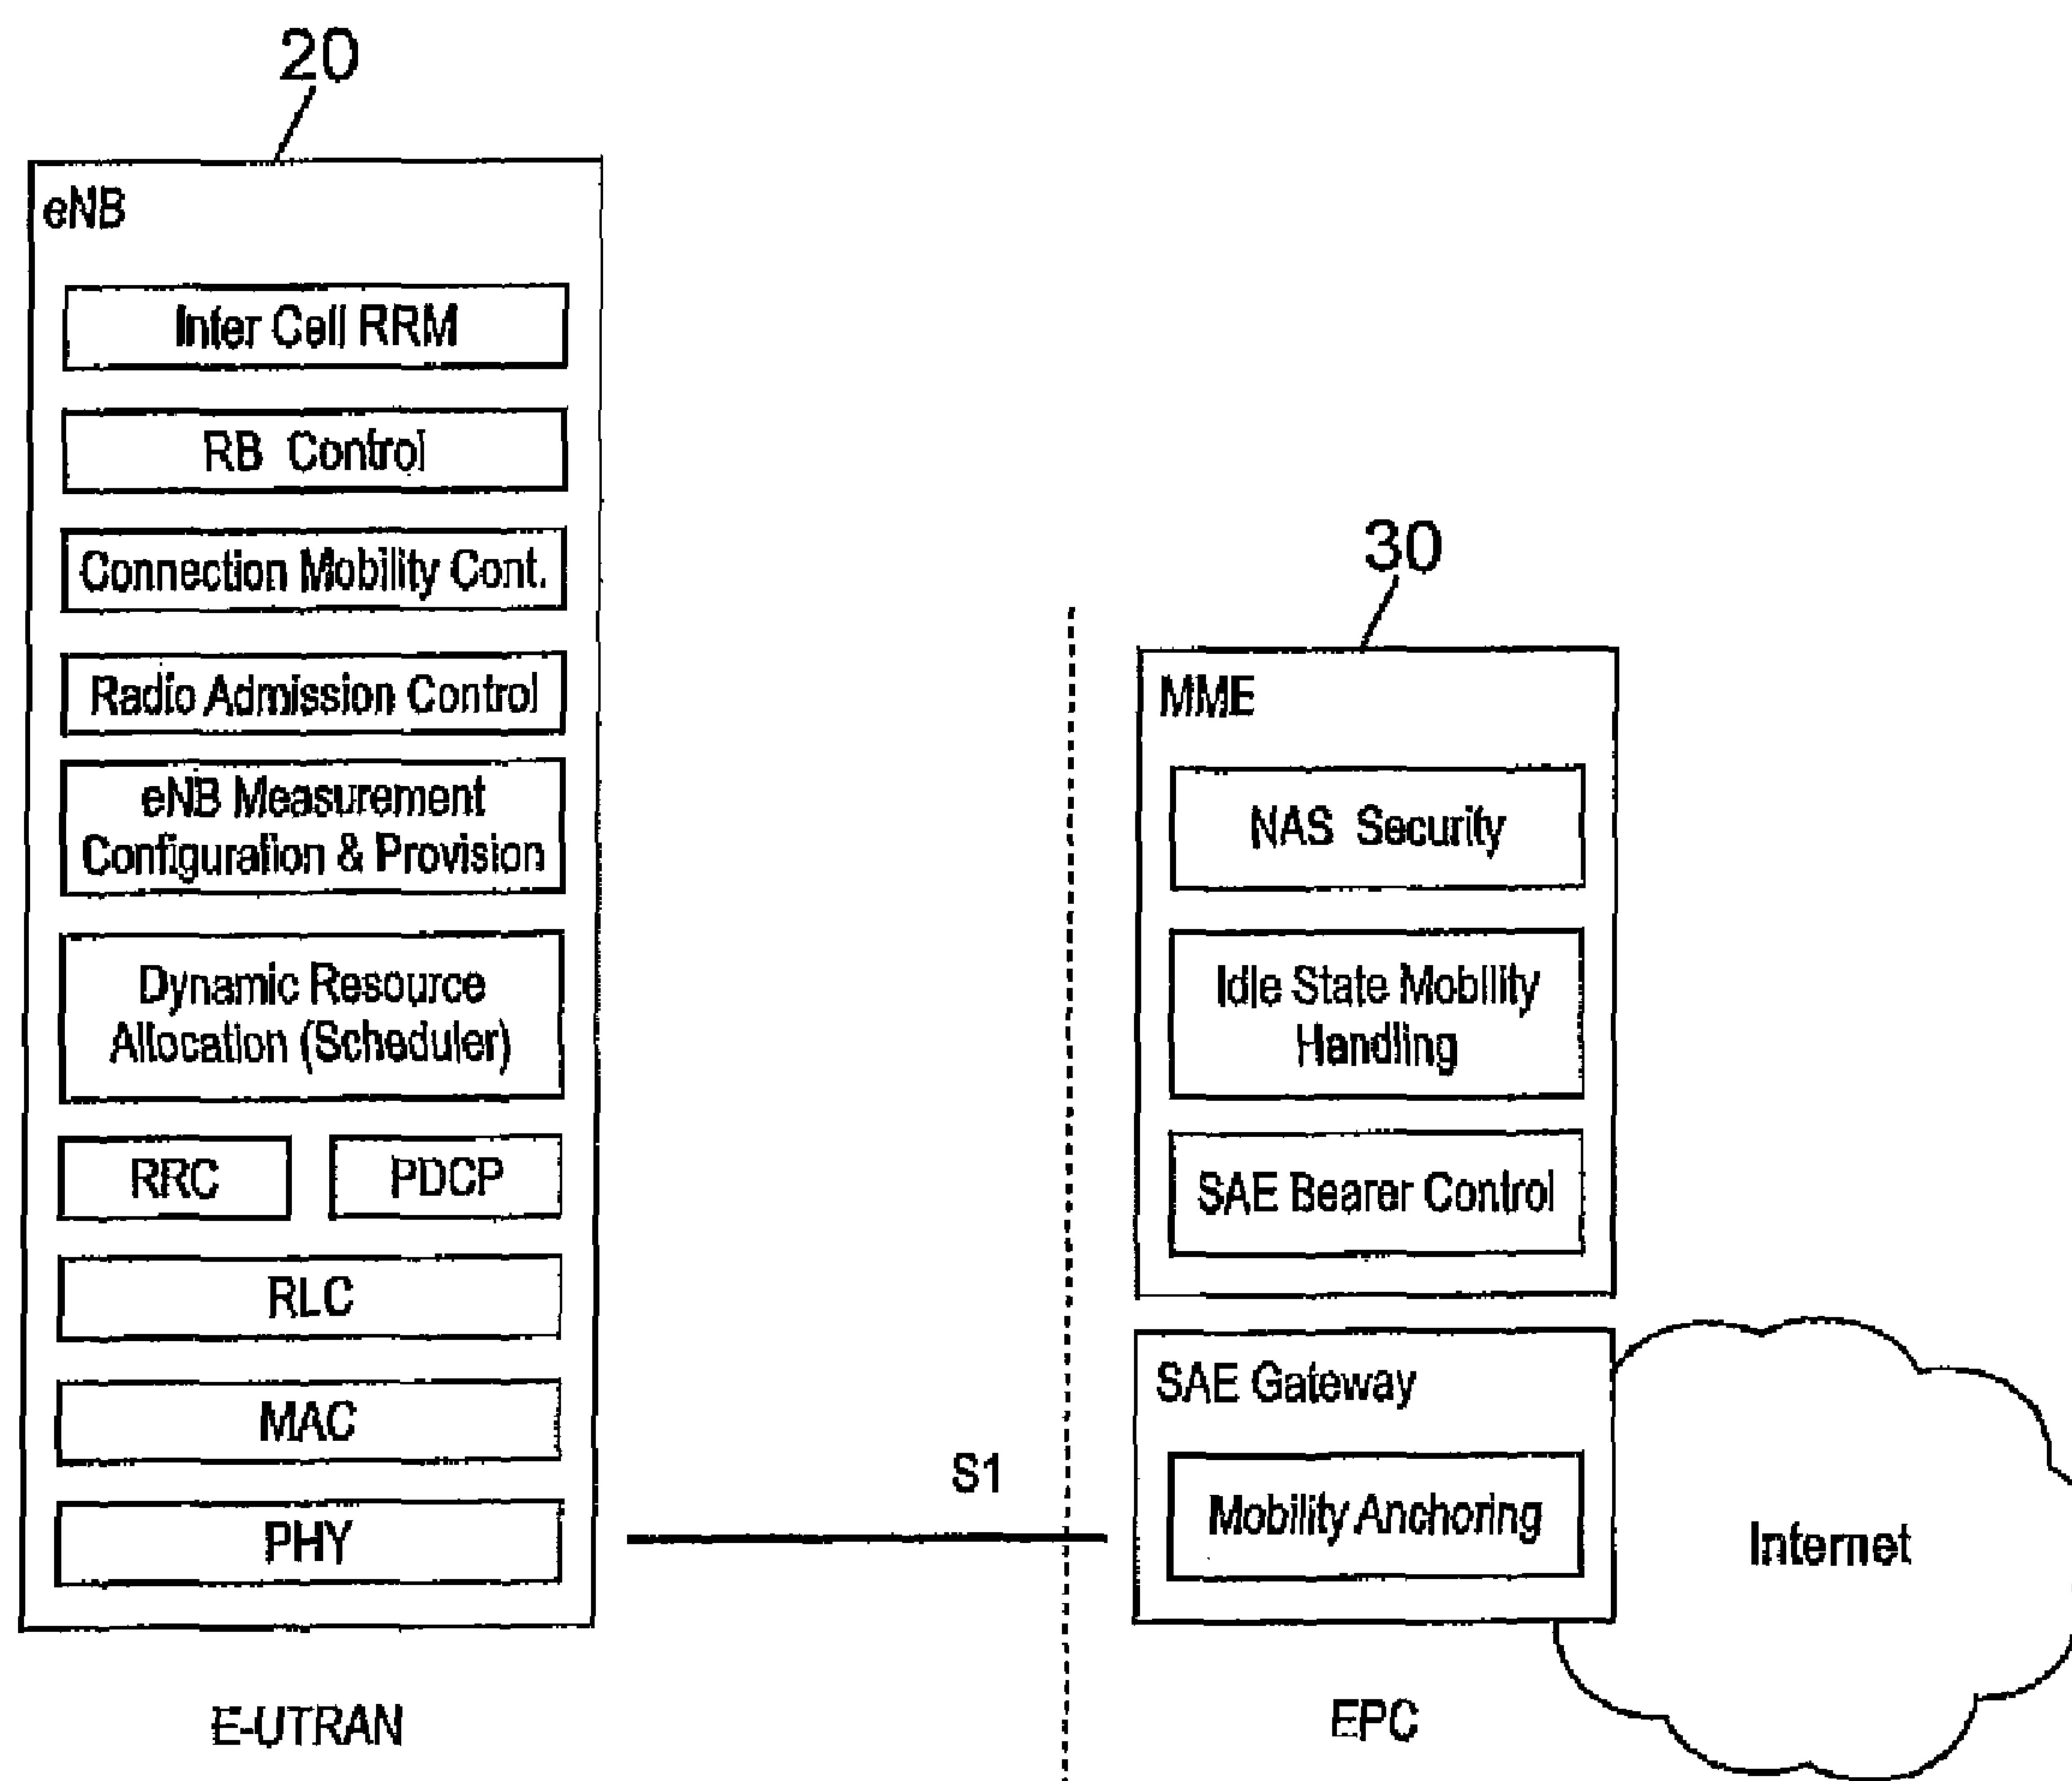 20
eNB
Inter Cell RRM
RB Control
Connection Mobility Cont.
Radio Admission Control
eNB Measurement
Configuration & Provision
Dynamic Resource
Allocation (Scheduler)
RRC
PDCP
RLC
MAC
PHY
E-UTRAN
S1
30
MME
NAS Security
Idle State Mobility
Handling
SAE Bearer Control
SAE Gateway
Mobility Anchoring
EPC
Internet